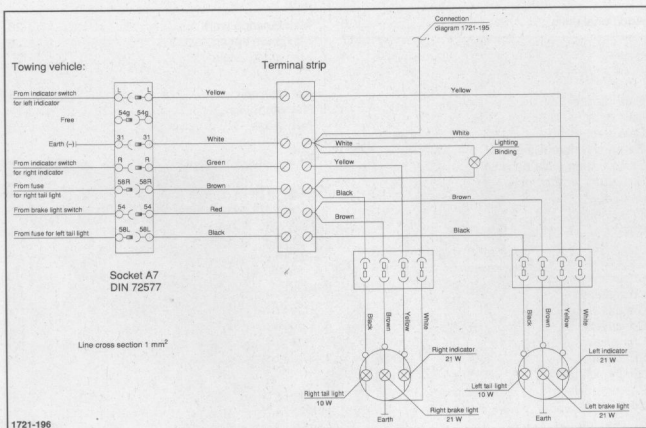 Connection
diagram 1721-195
Towing vehicle:
Terminal strip
From indicator switch
for left indicator
L L
Yellow
Yellow
Free
54g 54g
Earth (–)
31 31
White
White
White
Lighting
Binding
From indicator switch
for right indicator
R R
Green
Yellow
From fuse
for right tail light
58R 58R
Brown
Black
Brown
From brake light switch
54 54
Red
Brown
From fuse for left tail light
58L 58L
Black
Black
Socket A7
DIN 72577
Line cross section 1 mm²
Black
Brown
Yellow
White
Black
Brown
Yellow
White
Right indicator
21 W
Left indicator
21 W
Right tail light
10 W
Left tail light
10 W
Right brake light
21 W
Left brake light
21 W
Earth
Earth
1721-196